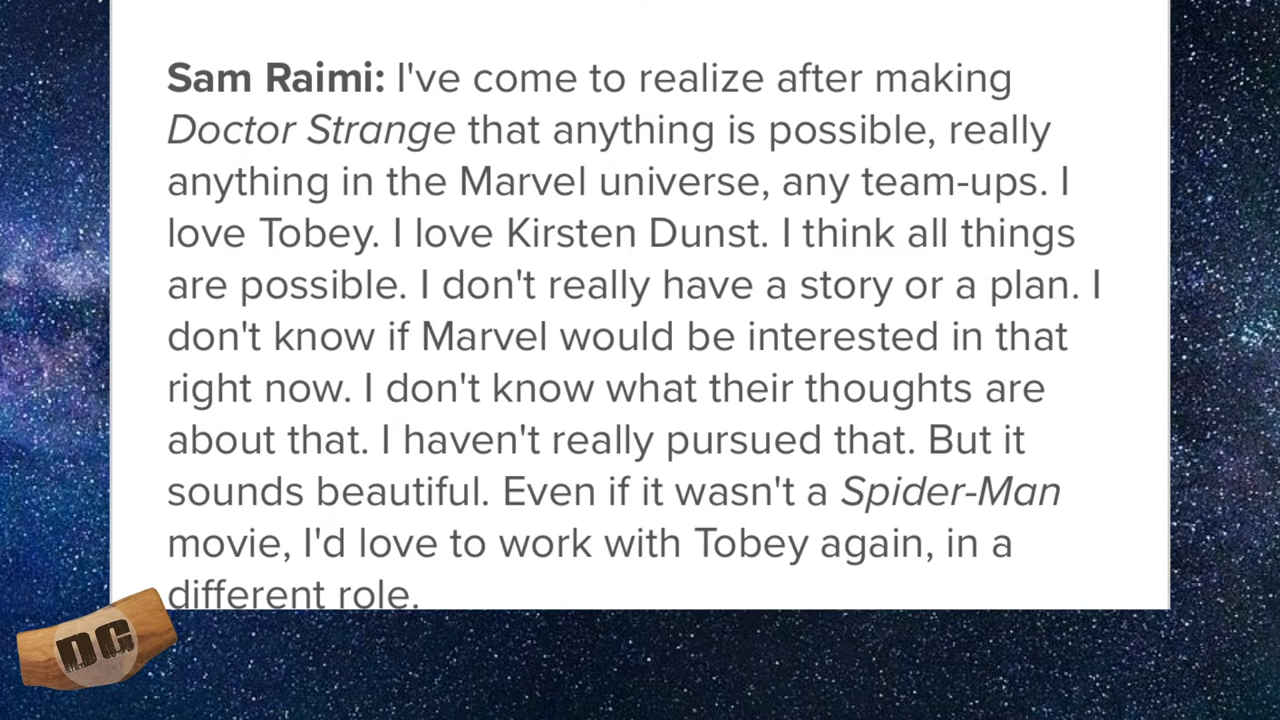 Sam Raimi: I've come to realize after making
Doctor Strange that anything is possible, really
anything in the Marvel universe, any team-ups. I
love Tobey. I love Kirsten Dunst. I think all things
are possible. I don't really have a story or a plan. I
don't know if Marvel would be interested in that
right now. I don't know what their thoughts are
about that. I haven't really pursued that. But it
sounds beautiful. Even if it wasn't a Spider-Man
movie, I'd love to work with Tobey again, in a
different role.
DG